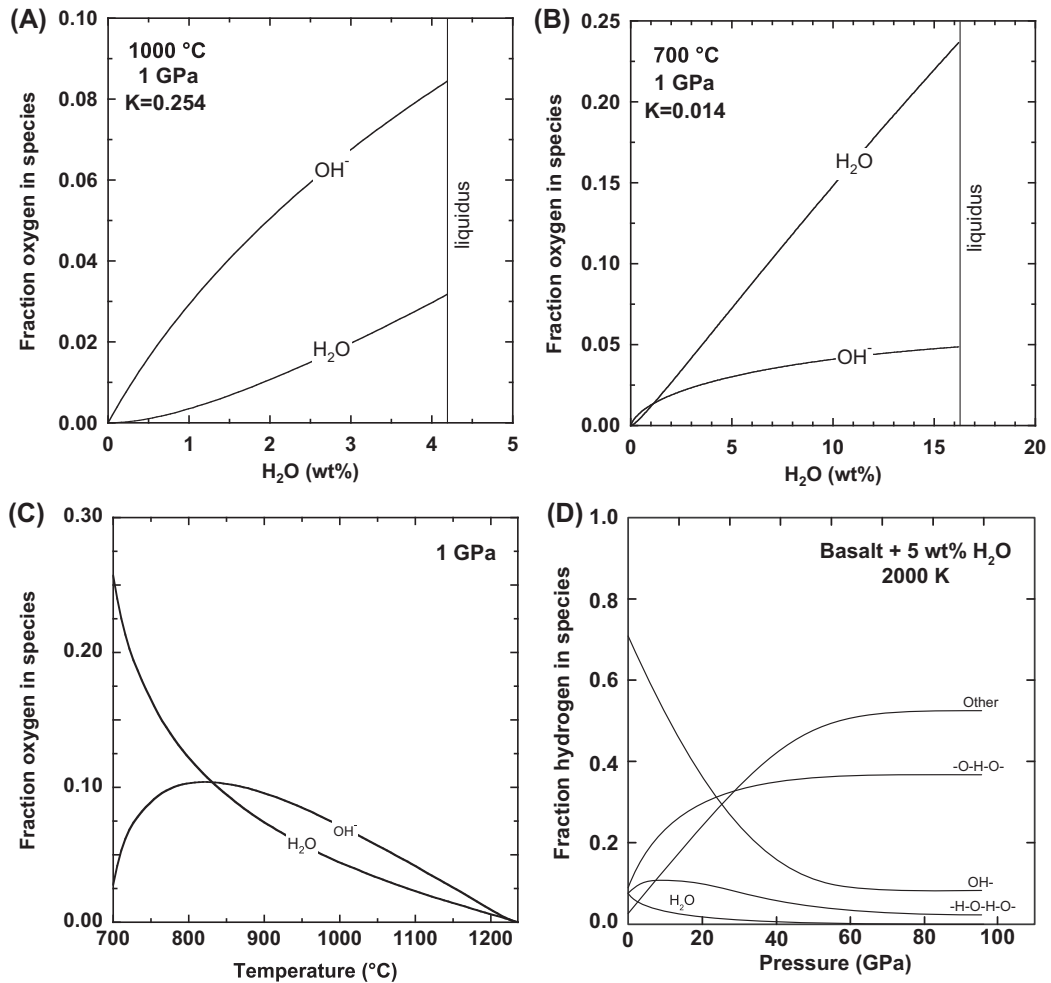 (A)
1000 °C
1 GPa
K=0.254
Fraction oxygen in species
0.10
0.08
0.06
0.04
0.02
0.00
OH⁻
H₂O
liquidus
0 1 2 3 4 5
H₂O (wt%)
(B)
700 °C
1 GPa
K=0.014
Fraction oxygen in species
0.25
0.20
0.15
0.10
0.05
0.00
H₂O
OH⁻
liquidus
0 5 10 15 20
H₂O (wt%)
(C)
1 GPa
Fraction oxygen in species
0.30
0.20
0.10
0.00
OH⁻
H₂O
700 800 900 1000 1100 1200
Temperature (°C)
(D)
Basalt + 5 wt% H₂O
2000 K
Fraction hydrogen in species
1.0
0.8
0.6
0.4
0.2
0.0
Other
-O-H-O-
OH-
-H-O-H-O-
H₂O
0 20 40 60 80 100
Pressure (GPa)